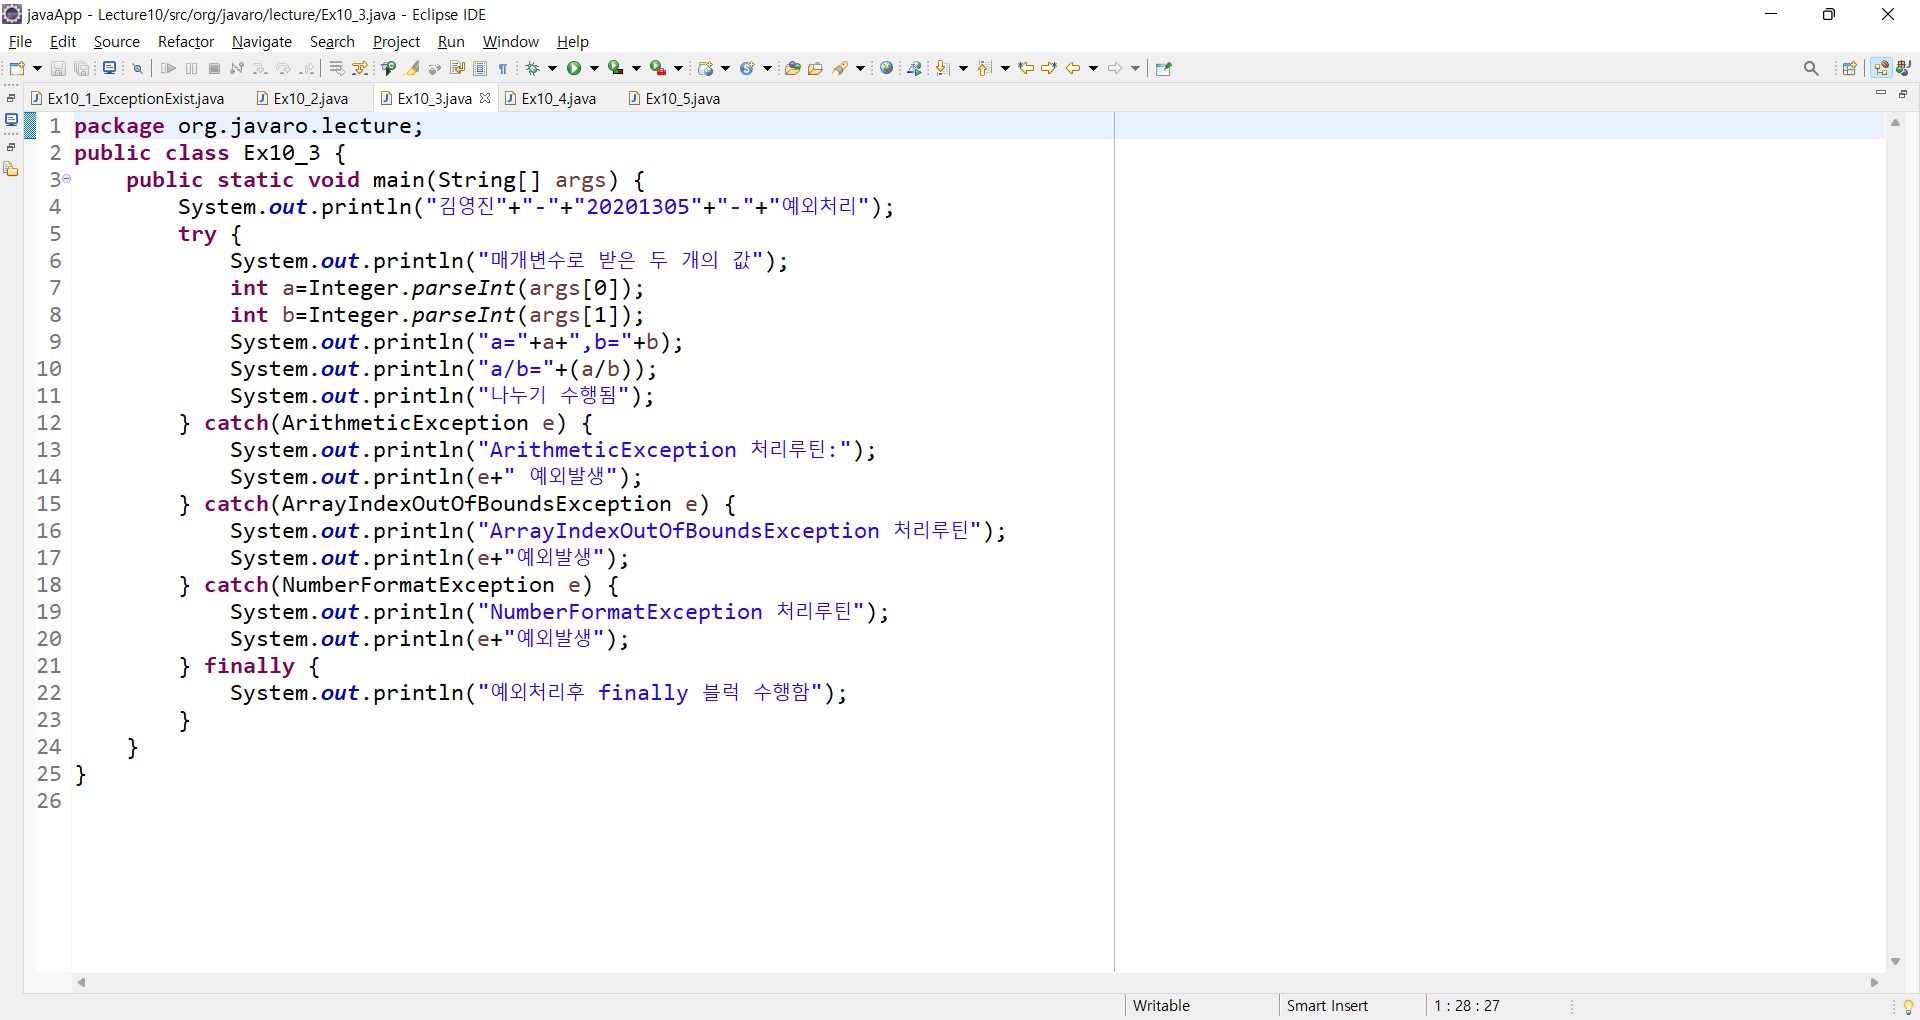 javaApp - Lecture10/src/org/javaro/lecture/Ex10_3.java - Eclipse IDE
File Edit Source Refactor Navigate Search Project Run Window Help
Ex10_1_ExceptionExist.java Ex10_2.java Ex10_3.java Ex10_4.java Ex10_5.java
1 package org.javaro.lecture;
2 public class Ex10_3 {
3 public static void main(String[] args) {
4 System.out.println("김영진"+"-"+"20201305"+"-"+"예외처리");
5 try {
6 System.out.println("매개변수로 받은 두 개의 값");
7 int a=Integer.parseInt(args[0]);
8 int b=Integer.parseInt(args[1]);
9 System.out.println("a="+a+",b="+b);
10 System.out.println("a/b="+(a/b));
11 System.out.println("나누기 수행됨");
12 } catch(ArithmeticException e) {
13 System.out.println("ArithmeticException 처리루틴:");
14 System.out.println(e+" 예외발생");
15 } catch(ArrayIndexOutOfBoundsException e) {
16 System.out.println("ArrayIndexOutOfBoundsException 처리루틴");
17 System.out.println(e+"예외발생");
18 } catch(NumberFormatException e) {
19 System.out.println("NumberFormatException 처리루틴");
20 System.out.println(e+"예외발생");
21 } finally {
22 System.out.println("예외처리후 finally 블럭 수행함");
23 }
24 }
25 }
26
Writable Smart Insert 1 : 28 : 27